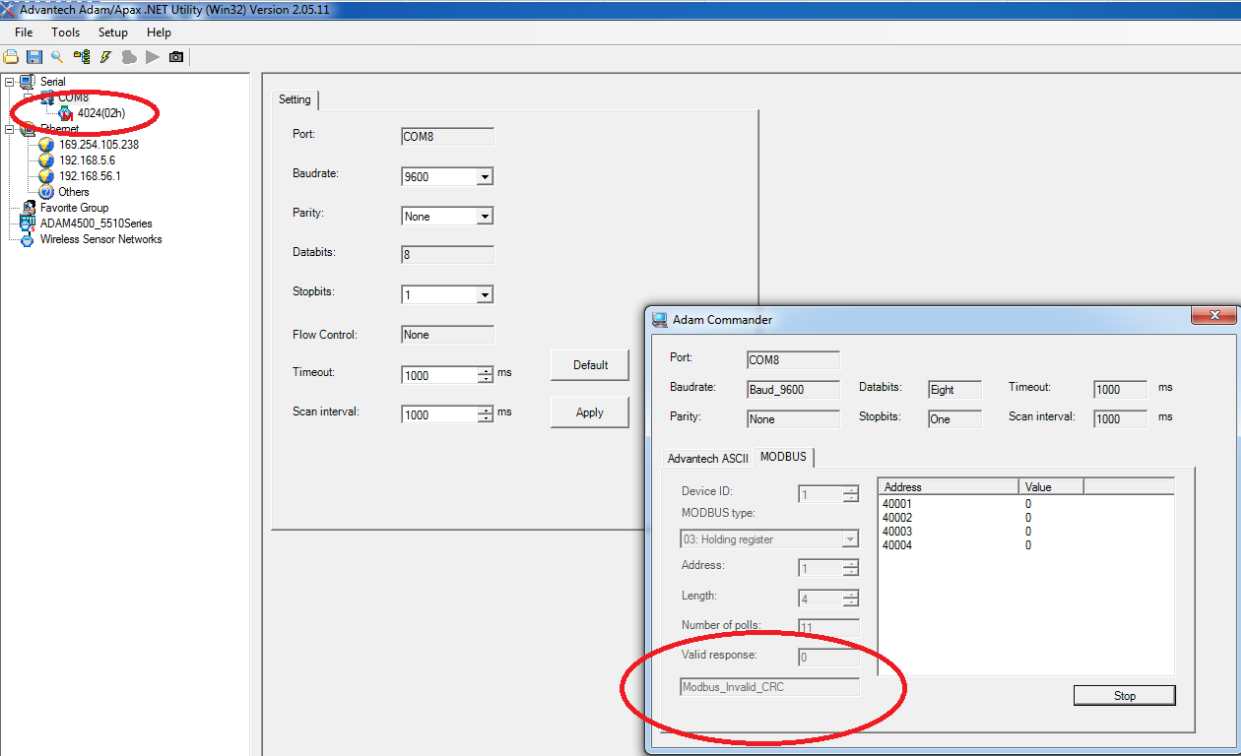 Advantech Adam/Apax .NET Utility (Win32) Version 2.05.11
File Tools Setup Help
Serial
COM8
4024(02h)
Ethernet
169.254.105.238
192.168.5.6
192.168.56.1
Others
Favorite Group
ADAM4500_5510Series
Wireless Sensor Networks
Setting
Port: COM8
Baudrate: 9600
Parity: None
Databits: 8
Stopbits: 1
Flow Control: None
Timeout: 1000 ms
Scan interval: 1000 ms
Default
Apply
Adam Commander
Port: COM8
Baudrate: Baud_9600 Databits: Eight Timeout: 1000 ms
Parity: None Stopbits: One Scan interval: 1000 ms
Advantech ASCII MODBUS
Device ID: 1
MODBUS type:
03: Holding register
Address: 1
Length: 4
Number of polls: 11
Valid response: 0
Modbus_Invalid_CRC
Address Value
40001 0
40002 0
40003 0
40004 0
Stop